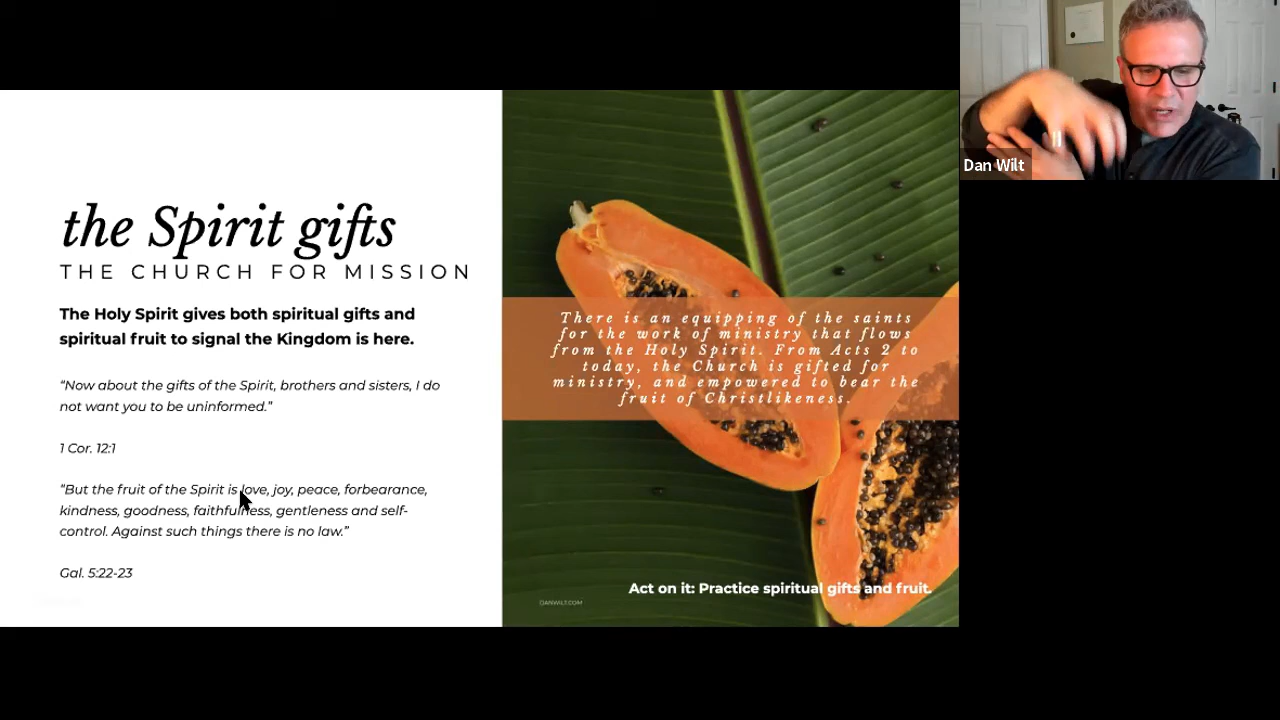 the Spirit gifts
THE CHURCH FOR MISSION
The Holy Spirit gives both spiritual gifts and
spiritual fruit to signal the Kingdom is here.
“Now about the gifts of the Spirit, brothers and sisters, I do
not want you to be uninformed.”
1 Cor. 12:1
“But the fruit of the Spirit is love, joy, peace, forbearance,
kindness, goodness, faithfulness, gentleness and self-
control. Against such things there is no law.”
Gal. 5:22-23
There is an equipping of the saints
for the work of ministry that flows
from the Holy Spirit. From Acts 2 to
today, the Church is gifted for
ministry, and empowered to bear the
fruit of Christlikeness.
Act on it: Practice spiritual gifts and fruit.
DANWILT.COM
Dan Wilt